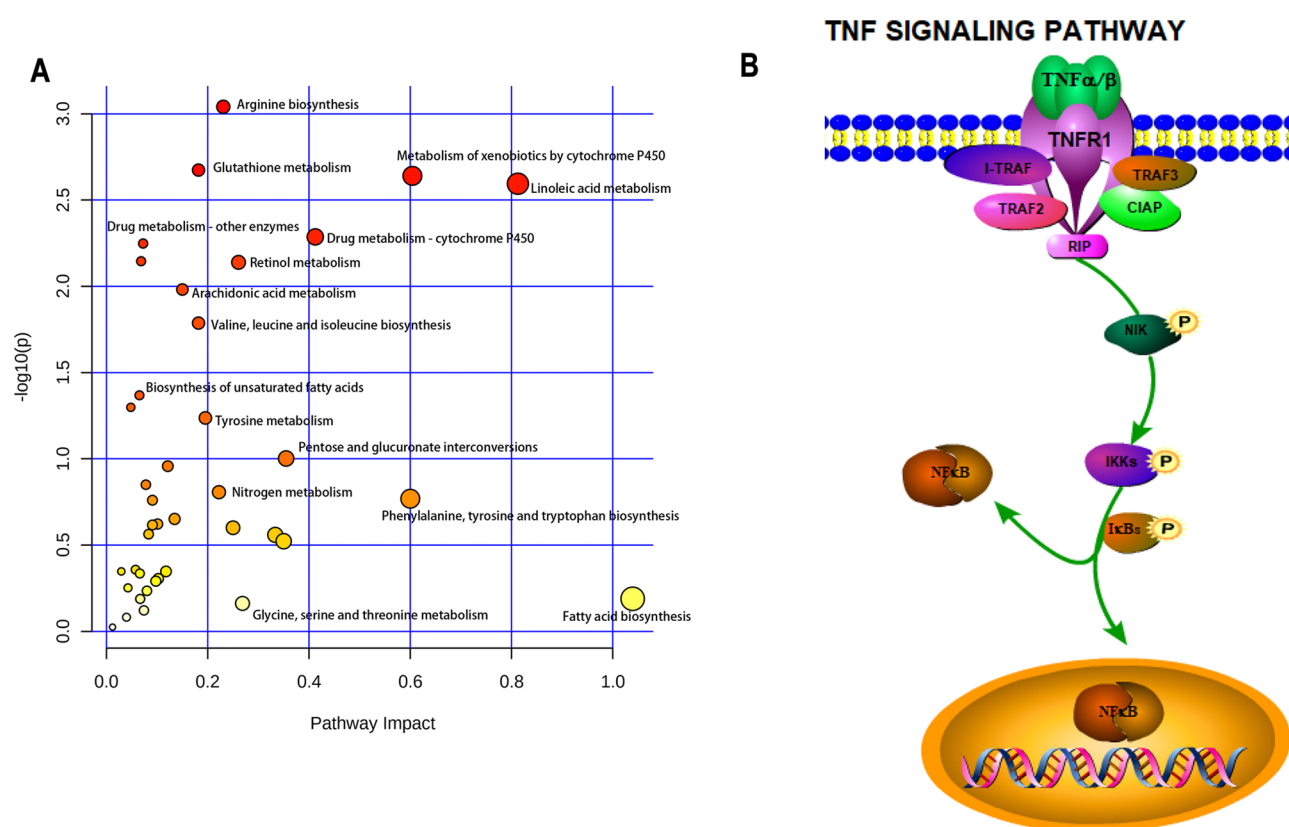 A
3.0
2.5
2.0
1.5
1.0
0.5
0.0
-log10(p)
Arginine biosynthesis
Metabolism of xenobiotics by cytochrome P450
Glutathione metabolism
Linoleic acid metabolism
Drug metabolism - other enzymes
Drug metabolism - cytochrome P450
Retinol metabolism
Arachidonic acid metabolism
Valine, leucine and isoleucine biosynthesis
Biosynthesis of unsaturated fatty acids
Tyrosine metabolism
Pentose and glucuronate interconversions
Nitrogen metabolism
Phenylalanine, tyrosine and tryptophan biosynthesis
Glycine, serine and threonine metabolism
Fatty acid biosynthesis
0.0 0.2 0.4 0.6 0.8 1.0
Pathway Impact
B
TNF SIGNALING PATHWAY
TNFα/β
TNFR1
I-TRAF
TRAF3
TRAF2
CIAP
RIP
NIK P
IKKs P
NFκB
IκBs P
NFκB